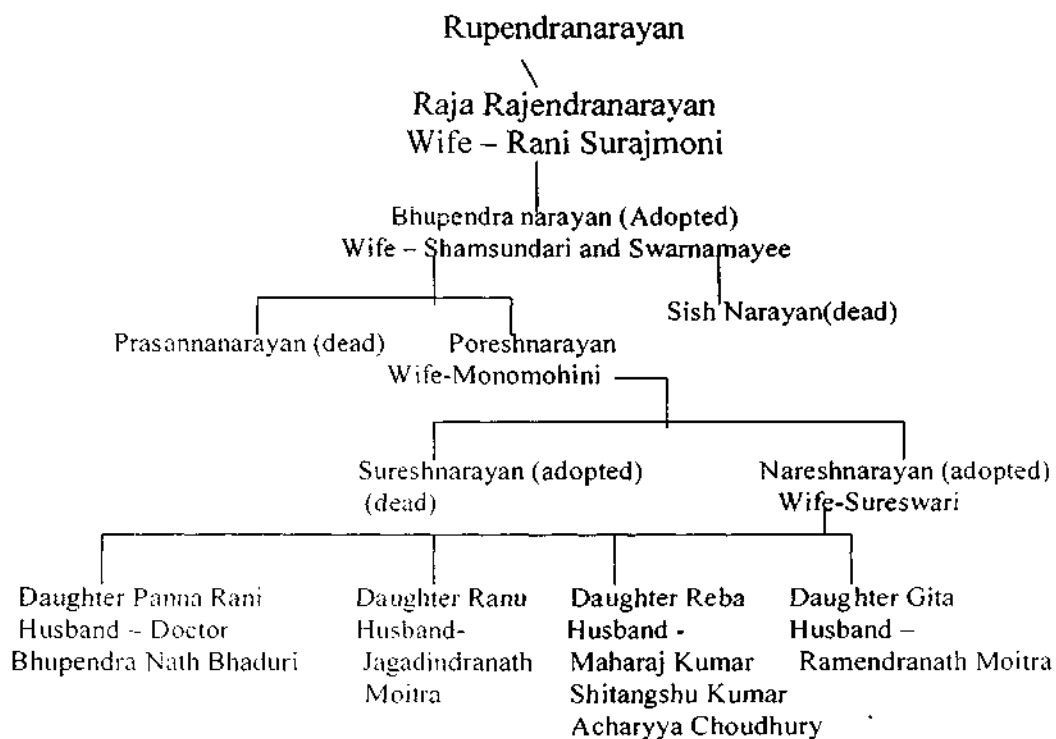 Rupendranarayan
Raja Rajendranarayan
Wife – Rani Surajmoni
Bhupendra narayan (Adopted)
Wife – Shamsundari and Swarnamayee
Sish Narayan(dead)
Prasannanarayan (dead)
Poreshnarayan
Wife-Monomohini
Sureshnarayan (adopted)
(dead)
Nareshnarayan (adopted)
Wife-Sureswari
Daughter Panna Rani
Husband – Doctor
Bhupendra Nath Bhaduri
Daughter Ranu
Husband-
Jagadindranath
Moitra
Daughter Reba
Husband -
Maharaj Kumar
Shitangshu Kumar
Acharyya Choudhury
Daughter Gita
Husband –
Ramendranath Moitra